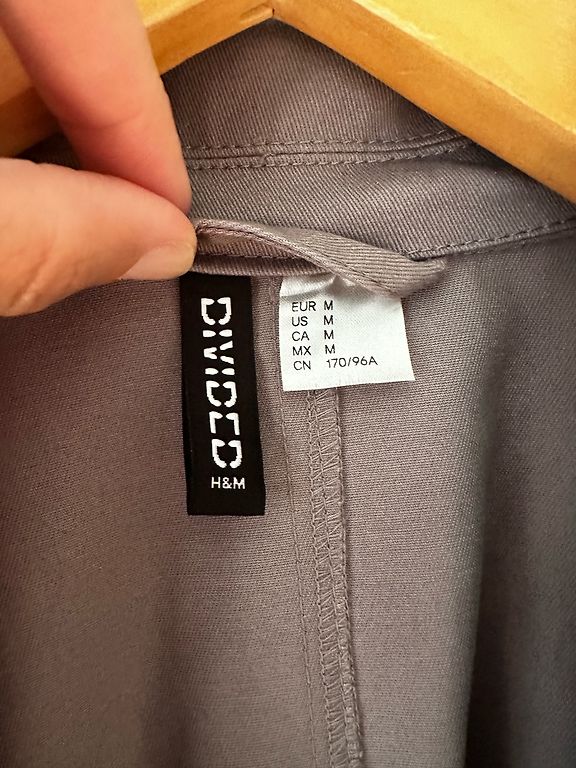 DIVIDED
H&M
EUR M
US M
CA M
MX M
CN 170/96A